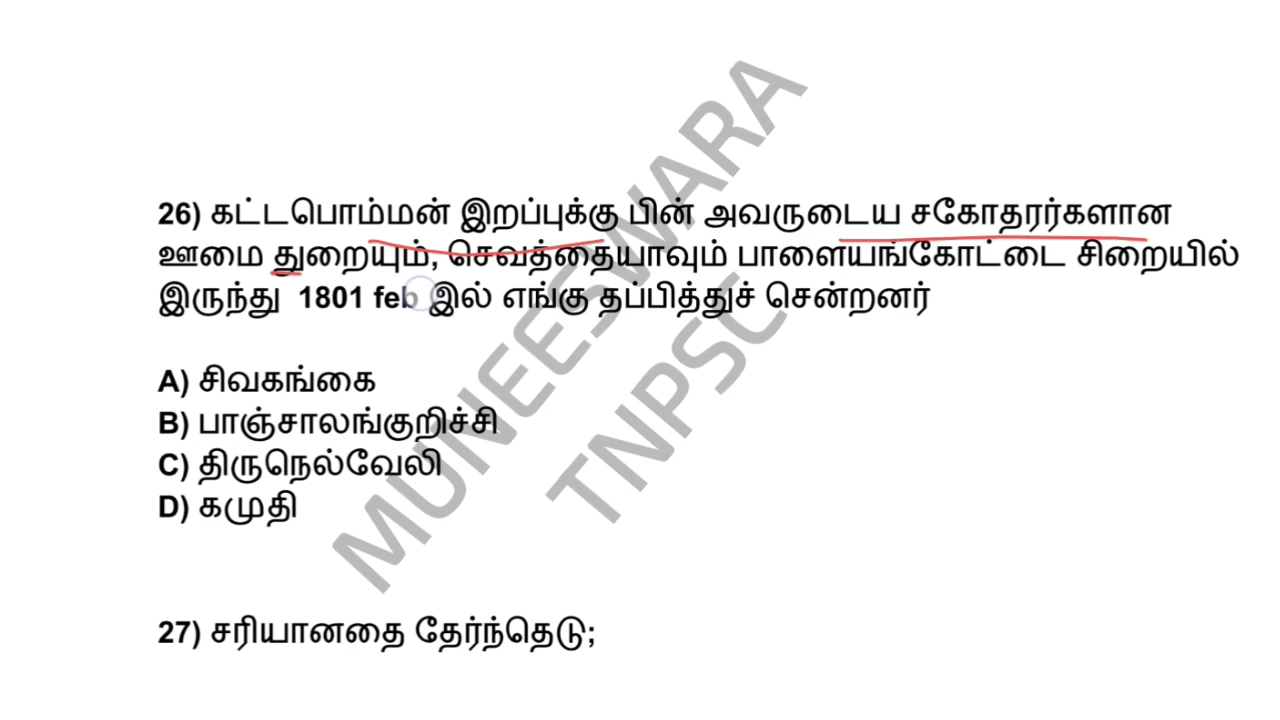 26) கட்டபொம்மன் இறப்புக்கு பின் அவருடைய சகோதரர்களான
ஊமை துறையும், செவத்தையாவும் பாளையங்கோட்டை சிறையில்
இருந்து 1801 feb இல் எங்கு தப்பித்துச் சென்றனர்
A) சிவகங்கை
B) பாஞ்சாலங்குறிச்சி
C) திருநெல்வேலி
D) கமுதி
27) சரியானதை தேர்ந்தெடு;
MUNEESWARA
TNPSC